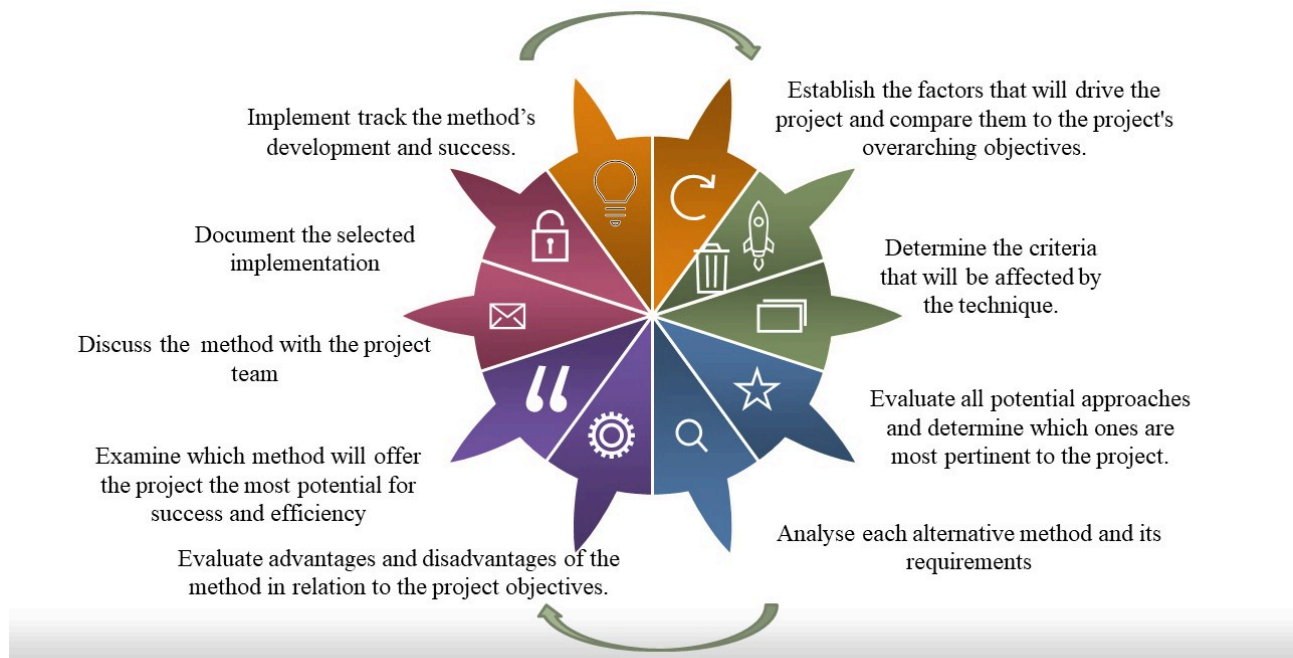 Establish the factors that will drive the
project and compare them to the project's
overarching objectives.
Determine the criteria
that will be affected by
the technique.
Evaluate all potential approaches
and determine which ones are
most pertinent to the project.
Analyse each alternative method and its
requirements
Evaluate advantages and disadvantages of the
method in relation to the project objectives.
Examine which method will offer
the project the most potential for
success and efficiency
Discuss the method with the project
team
Document the selected
implementation
Implement track the method’s
development and success.